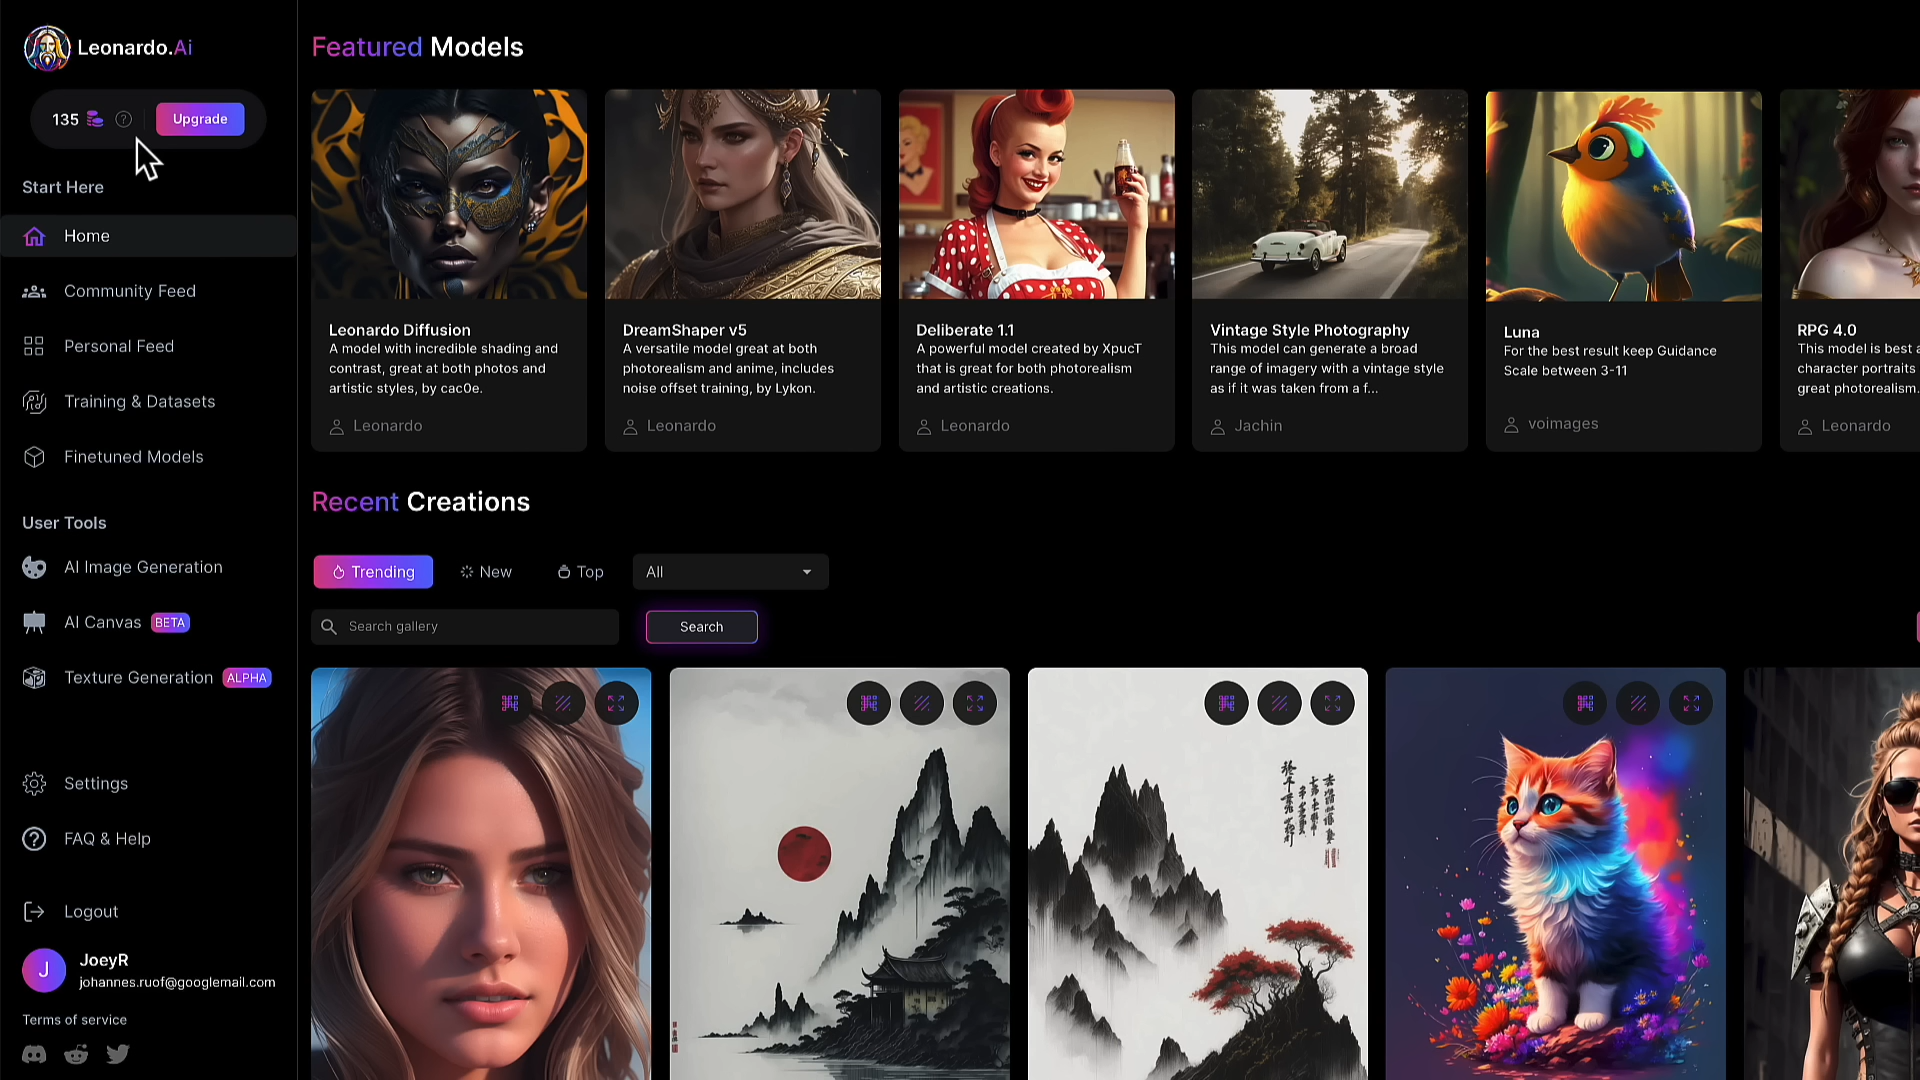 Leonardo.Ai
135
?
Upgrade
Start Here
Home
Community Feed
Personal Feed
Training & Datasets
Finetuned Models
User Tools
AI Image Generation
AI Canvas BETA
Texture Generation ALPHA
Settings
FAQ & Help
Logout
J
JoeyR
johannes.ruof@googlemail.com
Terms of service
Featured Models
Leonardo Diffusion
A model with incredible shading and
contrast, great at both photos and
artistic styles, by cac0e.
Leonardo
DreamShaper v5
A versatile model great at both
photorealism and anime, includes
noise offset training, by Lykon.
Leonardo
Deliberate 1.1
A powerful model created by XpucT
that is great for both photorealism
and artistic creations.
Leonardo
Vintage Style Photography
This model can generate a broad
range of imagery with a vintage style
as if it was taken from a f...
Jachin
Luna
For the best result keep Guidance
Scale between 3-11
voimages
RPG 4.0
This model is best
character portraits
great photorealism.
Leonardo
Recent Creations
Trending
New
Top
All
Search gallery
Search